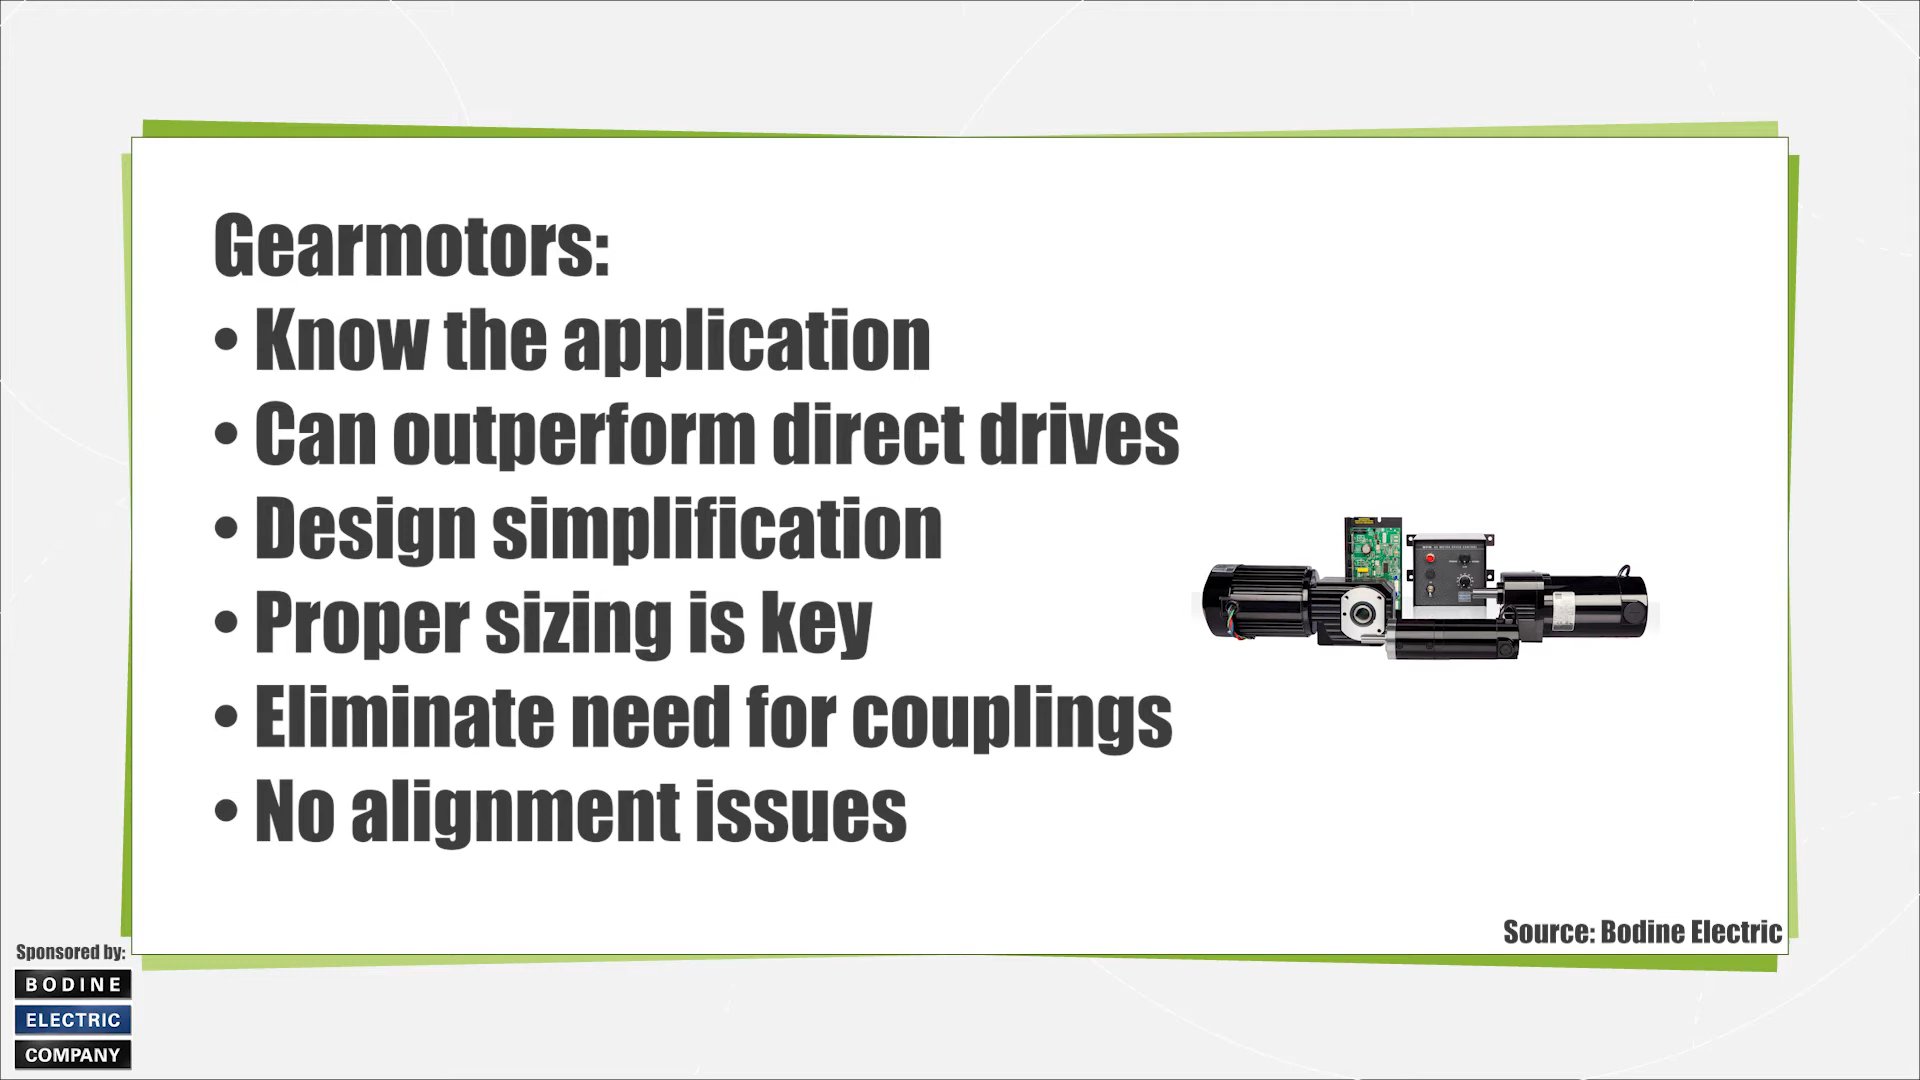 Gearmotors:
• Know the application
• Can outperform direct drives
• Design simplification
• Proper sizing is key
• Eliminate need for couplings
• No alignment issues
Source: Bodine Electric
Sponsored by:
BODINE
ELECTRIC
COMPANY